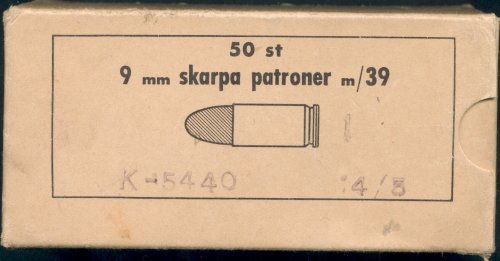 50 st
9 mm skarpa patroner m/39
K-5440 :4/5